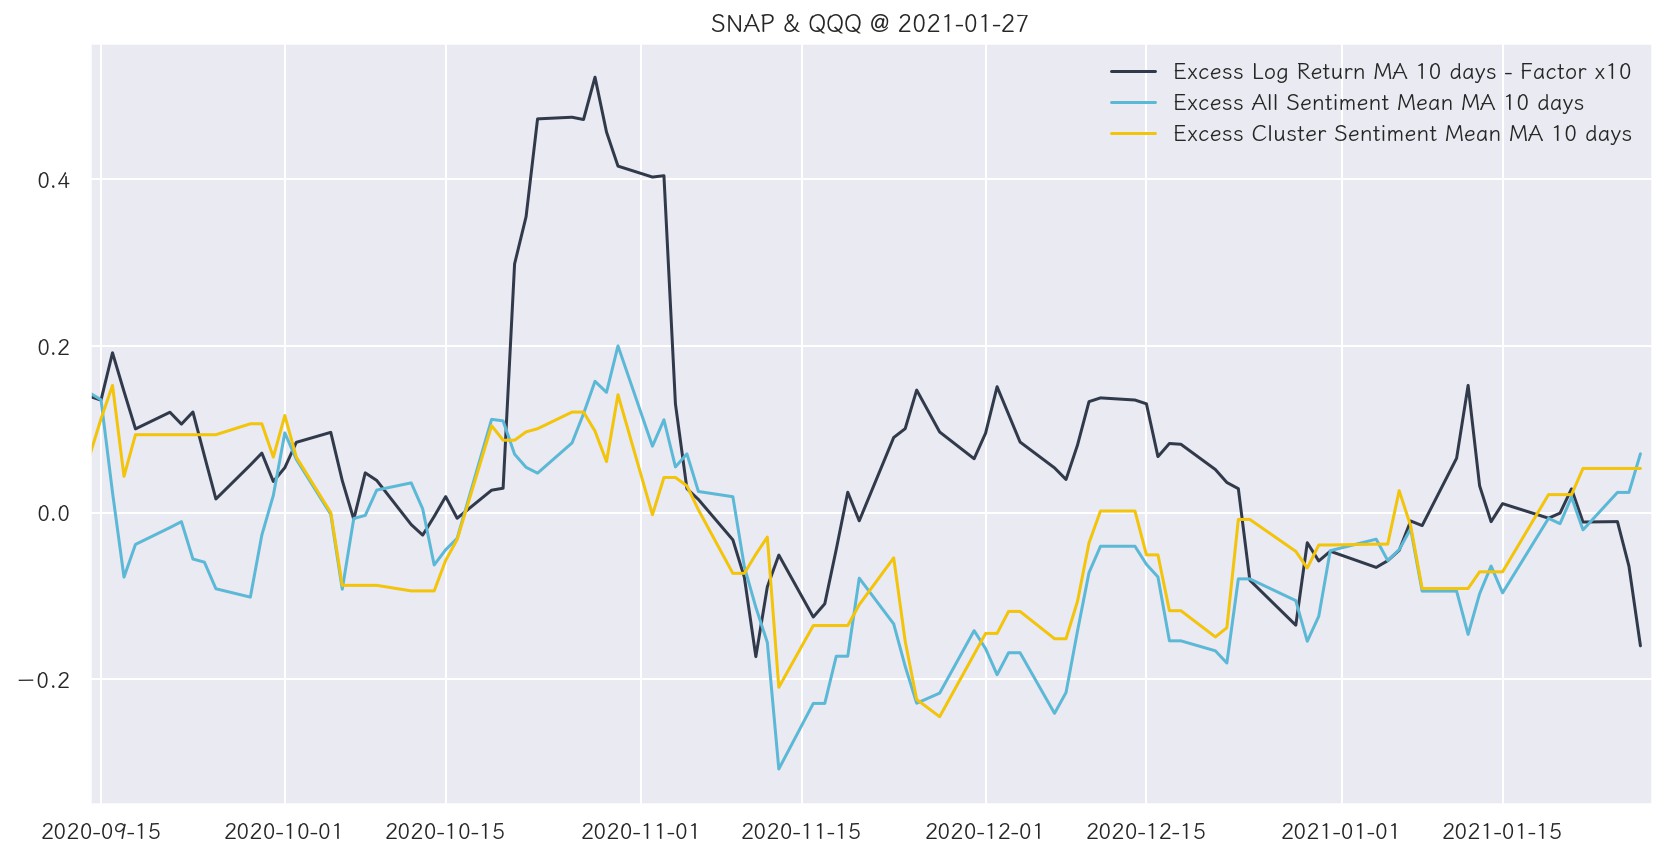 SNAP & QQQ @ 2021-01-27
Excess Log Return MA 10 days - Factor x10
Excess All Sentiment Mean MA 10 days
Excess Cluster Sentiment Mean MA 10 days
0.4
0.2
0.0
−0.2
2020-09-15 2020-10-01 2020-10-15 2020-11-01 2020-11-15 2020-12-01 2020-12-15 2021-01-01 2021-01-15